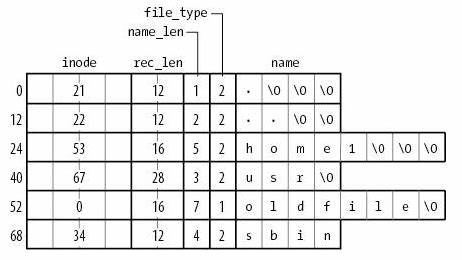 file_type
name_len
inode rec_len name
0 21 12 1 2 . \0 \0 \0
12 22 12 2 2 . . \0 \0
24 53 16 5 2 h o m e 1 \0 \0 \0
40 67 28 3 2 u s r \0
52 0 16 7 1 o l d f i l e \0
68 34 12 4 2 s b i n